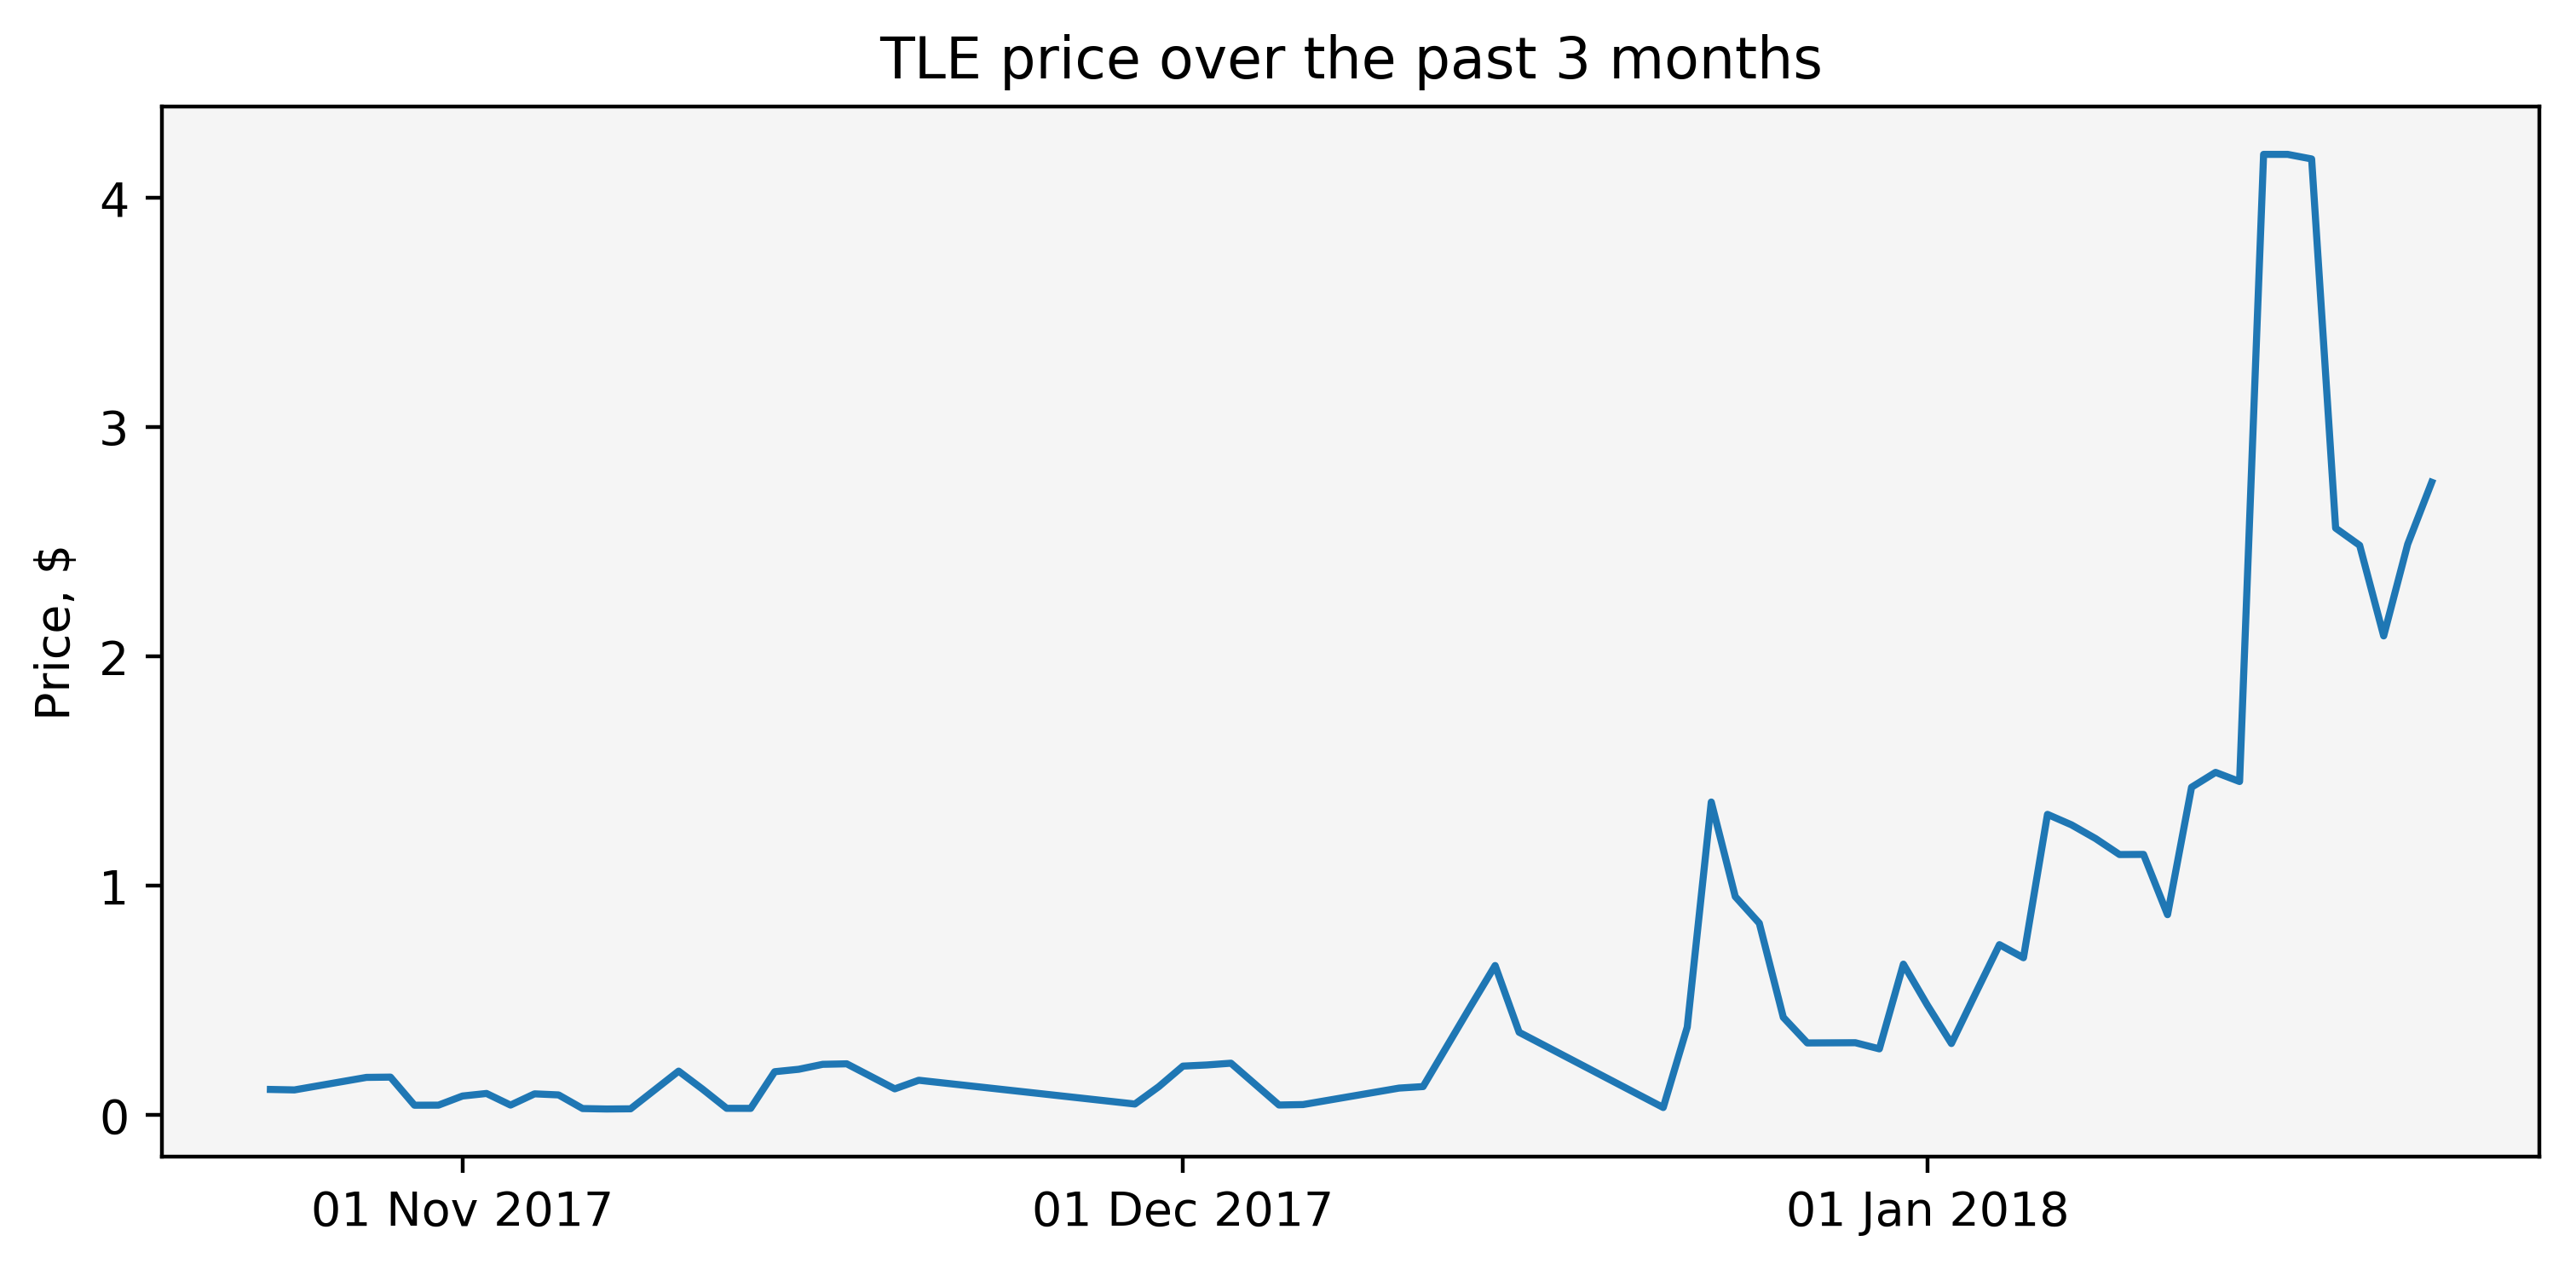 TLE price over the past 3 months
Price, $
4
3
2
1
0
01 Nov 2017
01 Dec 2017
01 Jan 2018